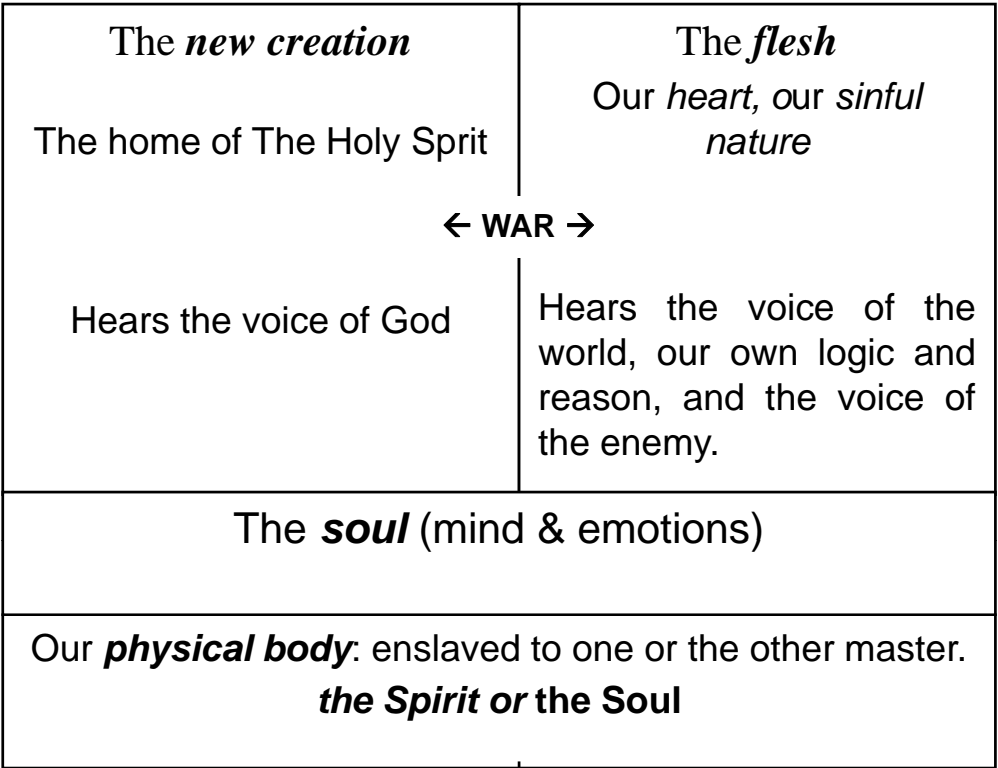 The new creation
The home of The Holy Sprit
The flesh
Our heart, our sinful
nature
← WAR →
Hears the voice of God
Hears the voice of the
world, our own logic and
reason, and the voice of
the enemy.
The soul (mind & emotions)
Our physical body: enslaved to one or the other master.
the Spirit or the Soul